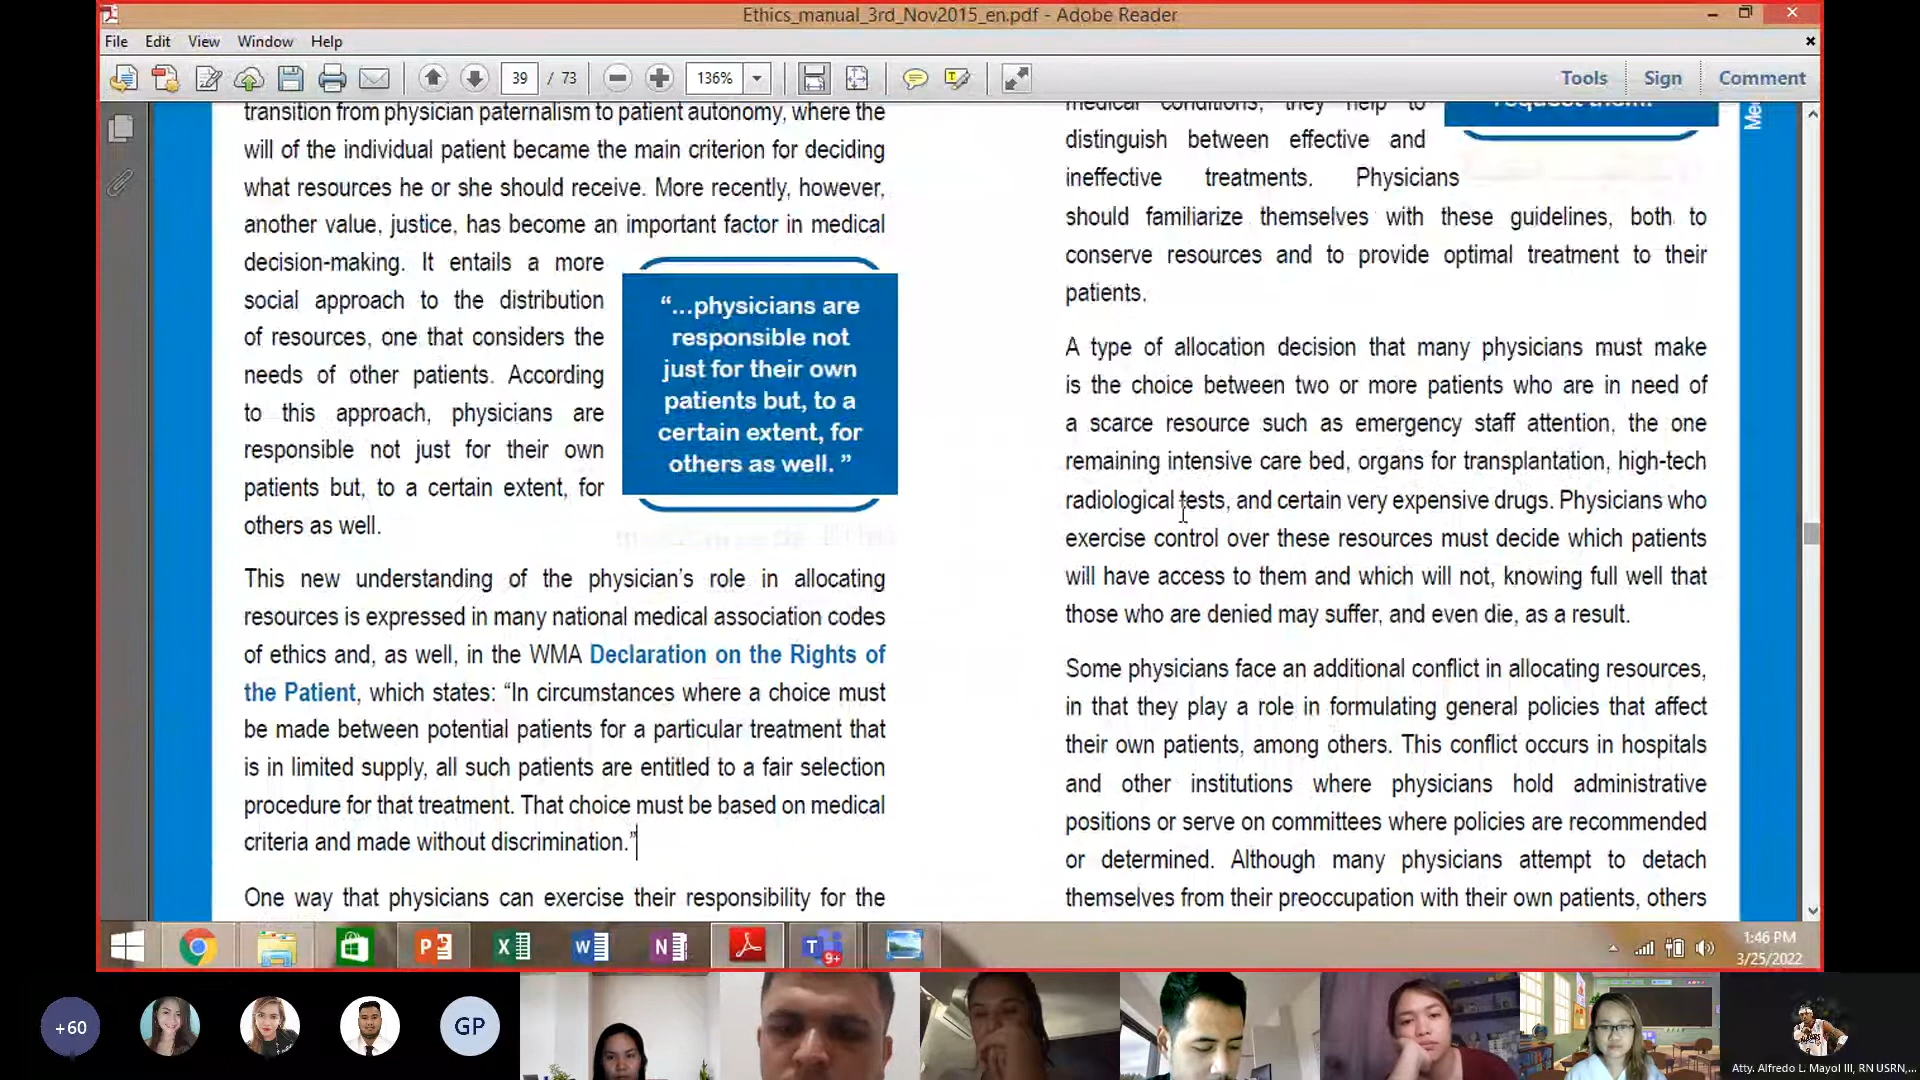 Ethics_manual_3rd_Nov2015_en.pdf - Adobe Reader
File Edit View Window Help
39 / 73 136% Tools Sign Comment
transition from physician paternalism to patient autonomy, where the
will of the individual patient became the main criterion for deciding
what resources he or she should receive. More recently, however,
another value, justice, has become an important factor in medical
decision-making. It entails a more
social approach to the distribution
of resources, one that considers the
needs of other patients. According
to this approach, physicians are
responsible not just for their own
patients but, to a certain extent, for
others as well.
“...physicians are
responsible not
just for their own
patients but, to a
certain extent, for
others as well. ”
This new understanding of the physician’s role in allocating
resources is expressed in many national medical association codes
of ethics and, as well, in the WMA Declaration on the Rights of
the Patient, which states: “In circumstances where a choice must
be made between potential patients for a particular treatment that
is in limited supply, all such patients are entitled to a fair selection
procedure for that treatment. That choice must be based on medical
criteria and made without discrimination.”
One way that physicians can exercise their responsibility for the
medical conditions, they help to
distinguish between effective and
ineffective treatments. Physicians
should familiarize themselves with these guidelines, both to
conserve resources and to provide optimal treatment to their
patients.
request them.
Me
A type of allocation decision that many physicians must make
is the choice between two or more patients who are in need of
a scarce resource such as emergency staff attention, the one
remaining intensive care bed, organs for transplantation, high-tech
radiological tests, and certain very expensive drugs. Physicians who
exercise control over these resources must decide which patients
will have access to them and which will not, knowing full well that
those who are denied may suffer, and even die, as a result.
Some physicians face an additional conflict in allocating resources,
in that they play a role in formulating general policies that affect
their own patients, among others. This conflict occurs in hospitals
and other institutions where physicians hold administrative
positions or serve on committees where policies are recommended
or determined. Although many physicians attempt to detach
themselves from their preoccupation with their own patients, others
9+
1:46 PM
3/25/2022
+60
GP
Atty. Alfredo L. Mayol III, RN USRN,...